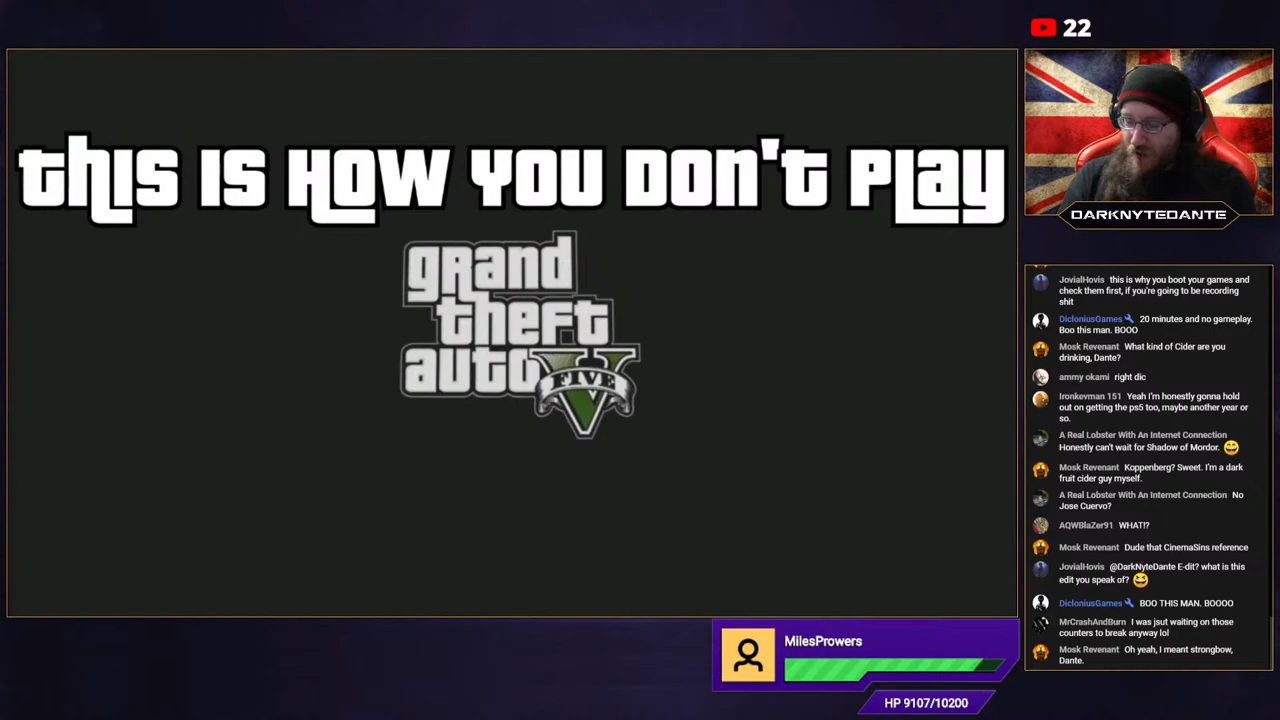 22
THIS IS HOW YOU DON'T PLAY
grand
theft
auto
FIVE
DARKNYTEDANTE
JovialHovis this is why you boot your games and
check them first, if you're going to be recording
shit
DicloniusGames 20 minutes and no gameplay.
Boo this man. BOOO
Mosk Revenant What kind of Cider are you
drinking, Dante?
ammy okami right dic
Ironkevman 151 Yeah I'm honestly gonna hold
out on getting the ps5 too, maybe another year or
so.
A Real Lobster With An Internet Connection
Honestly can't wait for Shadow of Mordor.
Mosk Revenant Koppenberg? Sweet. I'm a dark
fruit cider guy myself.
A Real Lobster With An Internet Connection No
Jose Cuervo?
AQWBlaZer91 WHAT!?
Mosk Revenant Dude that CinemaSins reference
JovialHovis @DarkNyteDante E-dit? what is this
edit you speak of?
DicloniusGames BOO THIS MAN. BOOOO
MrCrashAndBurn I was jsut waiting on those
counters to break anyway lol
Mosk Revenant Oh yeah, I meant strongbow,
Dante.
MilesProwers
HP 9107/10200